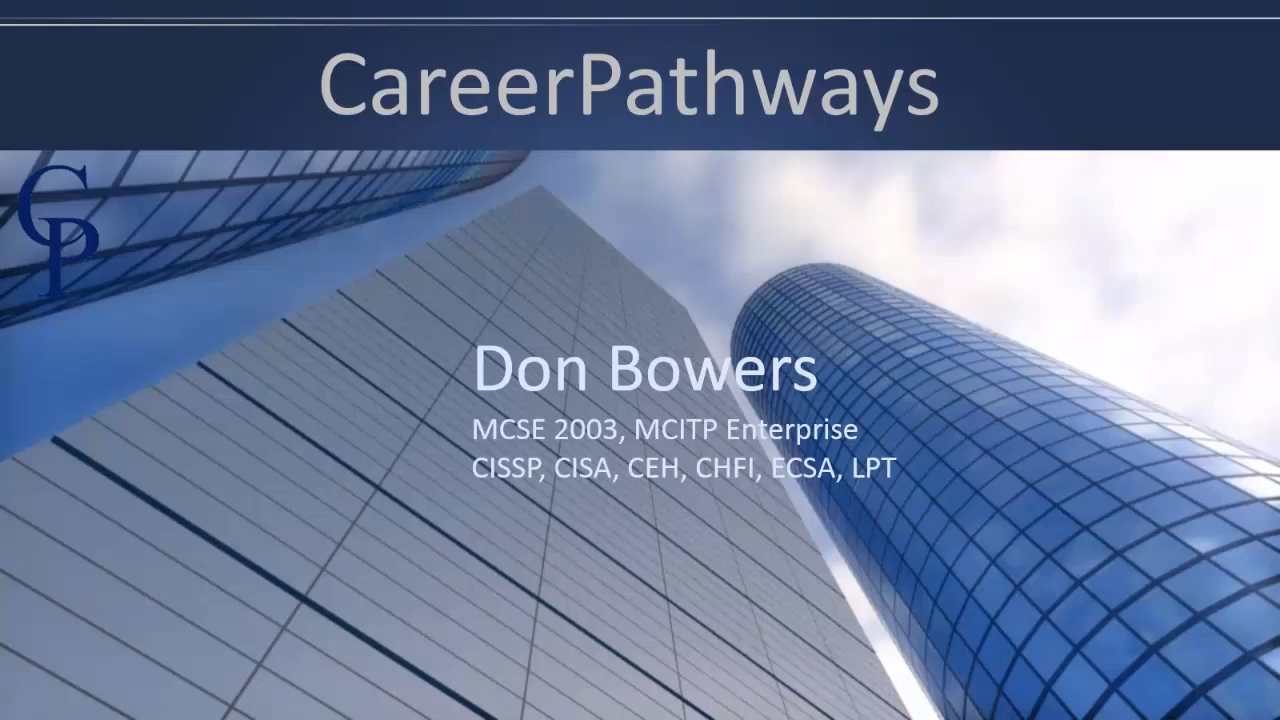 CareerPathways
CP
Don Bowers
MCSE 2003, MCITP Enterprise
CISSP, CISA, CEH, CHFI, ECSA, LPT